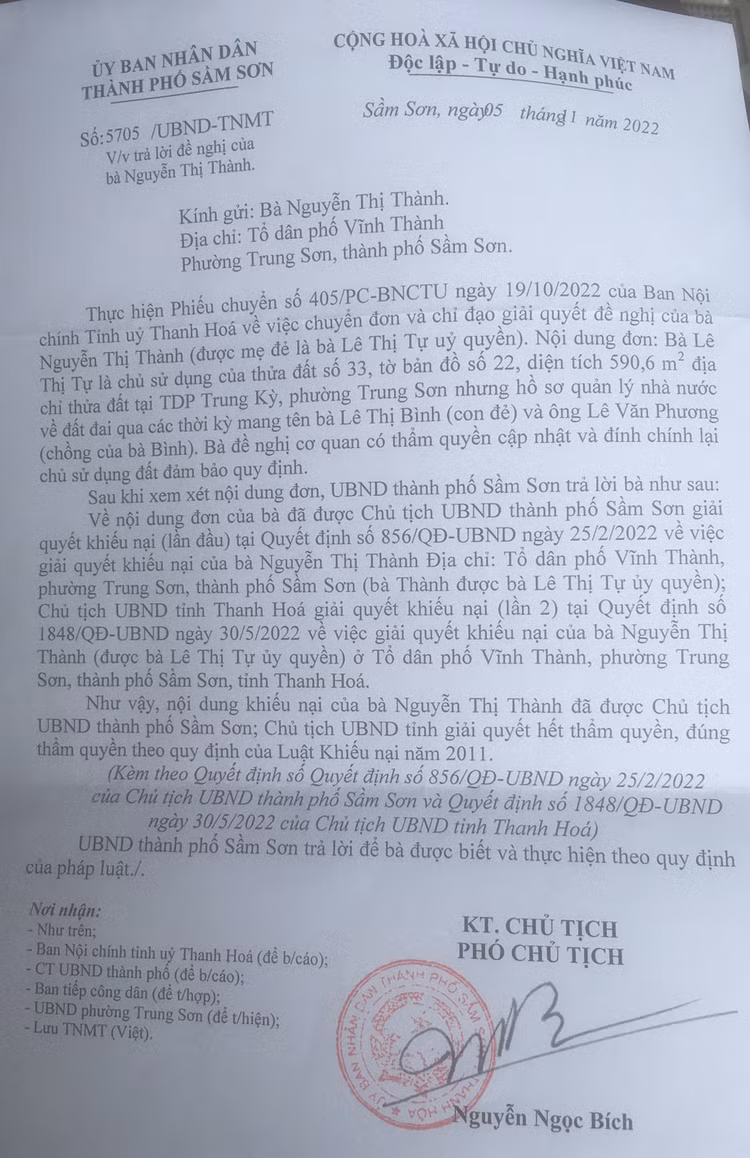 ỦY BAN NHÂN DÂN
THÀNH PHỐ SẦM SƠN
CỘNG HOÀ XÃ HỘI CHỦ NGHĨA VIỆT NAM
Độc lập - Tự do - Hạnh phúc
Số:5705 /UBND-TNMT
V/v trả lời đề nghị của
bà Nguyễn Thị Thành.
Sầm Sơn, ngày05 tháng11 năm 2022
Kính gửi: Bà Nguyễn Thị Thành.
Địa chỉ: Tổ dân phố Vĩnh Thành
Phường Trung Sơn, thành phố Sầm Sơn.
Thực hiện Phiếu chuyển số 405/PC-BNCTU ngày 19/10/2022 của Ban Nội
chính Tỉnh uỷ Thanh Hoá về việc chuyển đơn và chỉ đạo giải quyết đề nghị của bà
Nguyễn Thị Thành (được mẹ đẻ là bà Lê Thị Tự uỷ quyền). Nội dung đơn: Bà Lê
Thị Tự là chủ sử dụng của thửa đất số 33, tờ bản đồ số 22, diện tích 590,6 m2 địa
chỉ thửa đất tại TDP Trung Kỳ, phường Trung Sơn nhưng hồ sơ quản lý nhà nước
về đất đai qua các thời kỳ mang tên bà Lê Thị Bình (con đẻ) và ông Lê Văn Phương
(chồng của bà Bình). Bà đề nghị cơ quan có thẩm quyền cập nhật và đính chính lại
chủ sử dụng đất đảm bảo quy định.
Sau khi xem xét nội dung đơn, UBND thành phố Sầm Sơn trả lời bà như sau:
Về nội dung đơn của bà đã được Chủ tịch UBND thành phố Sầm Sơn giải
quyết khiếu nại (lần đầu) tại Quyết định số 856/QĐ-UBND ngày 25/2/2022 về việc
giải quyết khiếu nại của bà Nguyễn Thị Thành Địa chỉ: Tổ dân phố Vĩnh Thành,
phường Trung Sơn, thành phố Sầm Sơn (bà Thành được bà Lê Thị Tự ủy quyền);
Chủ tịch UBND tỉnh Thanh Hoá giải quyết khiếu nại (lần 2) tại Quyết định số
1848/QĐ-UBND ngày 30/5/2022 về việc giải quyết khiếu nại của bà Nguyễn Thị
Thành (được bà Lê Thị Tự ủy quyền) ở Tổ dân phố Vĩnh Thành, phường Trung
Sơn, thành phố Sầm Sơn, tỉnh Thanh Hoá.
Như vậy, nội dung khiếu nại của bà Nguyễn Thị Thành đã được Chủ tịch
UBND thành phố Sầm Sơn; Chủ tịch UBND tỉnh giải quyết hết thẩm quyền, đúng
thẩm quyền theo quy định của Luật Khiếu nại năm 2011.
(Kèm theo Quyết định số Quyết định số 856/QĐ-UBND ngày 25/2/2022
của Chủ tịch UBND thành phố Sầm Sơn và Quyết định số 1848/QĐ-UBND
ngày 30/5/2022 của Chủ tịch UBND tỉnh Thanh Hoá)
UBND thành phố Sầm Sơn trả lời để bà được biết và thực hiện theo quy định
của pháp luật./.
Nơi nhận:
- Như trên;
- Ban Nội chính tỉnh uỷ Thanh Hoá (để b/cáo);
- CT UBND thành phố (để b/cáo);
- Ban tiếp công dân (để t/hợp);
- UBND phường Trung Sơn (để t/hiện);
- Lưu TNMT (Việt).
KT. CHỦ TỊCH
PHÓ CHỦ TỊCH
ỦY BAN NHÂN DÂN THÀNH PHỐ SẦM
THANH HÓA
Nguyễn Ngọc Bích